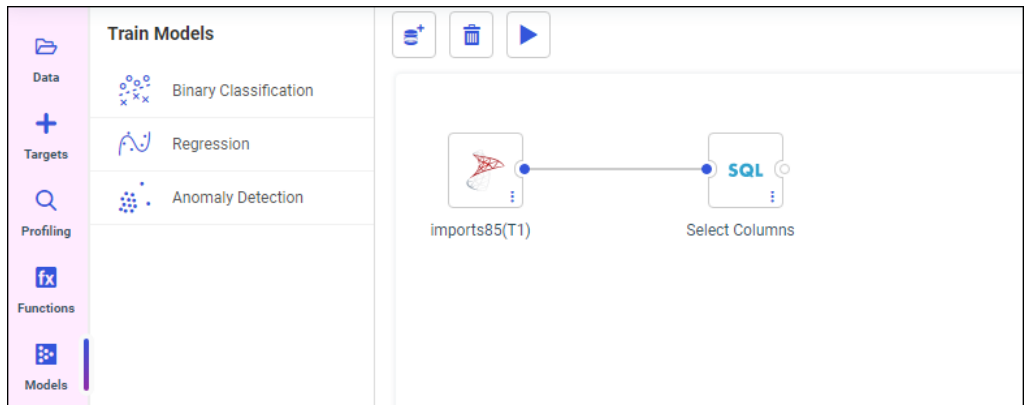 Data
Targets
Profiling
fx
Functions
Models
Train Models
Binary Classification
Regression
Anomaly Detection
imports85(T1)
SQL
Select Columns